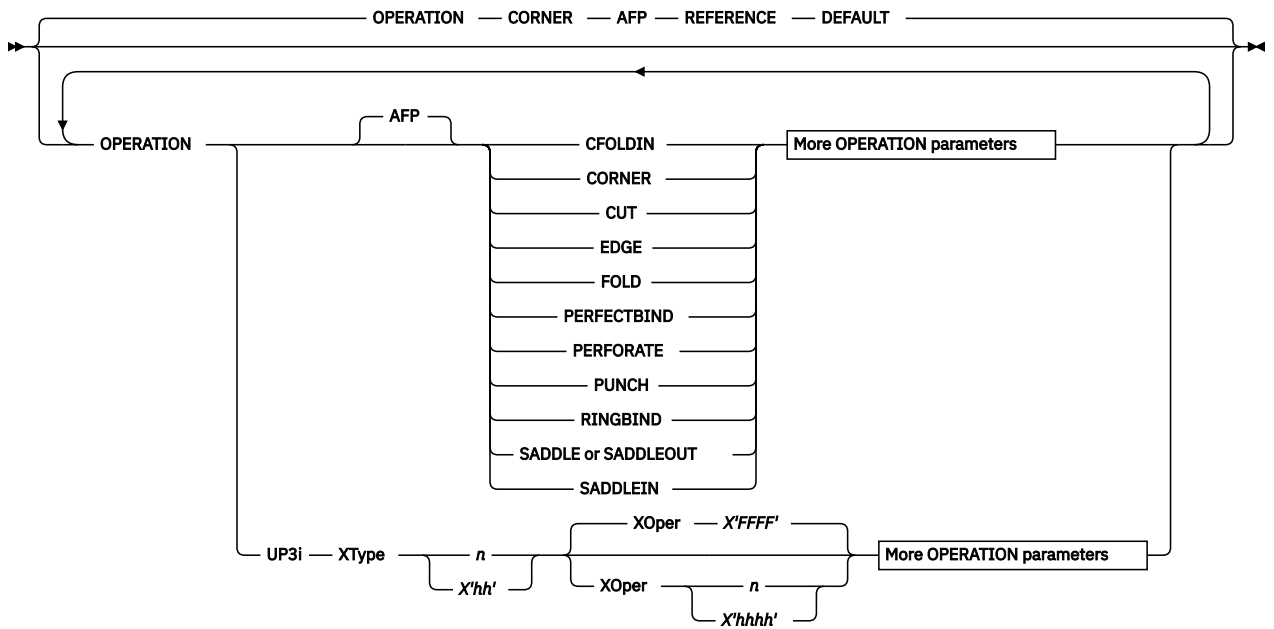 OPERATION CORNER AFP REFERENCE DEFAULT
AFP
OPERATION CFOLDIN More OPERATION parameters
CORNER
CUT
EDGE
FOLD
PERFECTBIND
PERFORATE
PUNCH
RINGBIND
SADDLE or SADDLEOUT
SADDLEIN
XOper X'FFFF'
UP3i XType n More OPERATION parameters
X'hh' XOper n
X'hhhh'